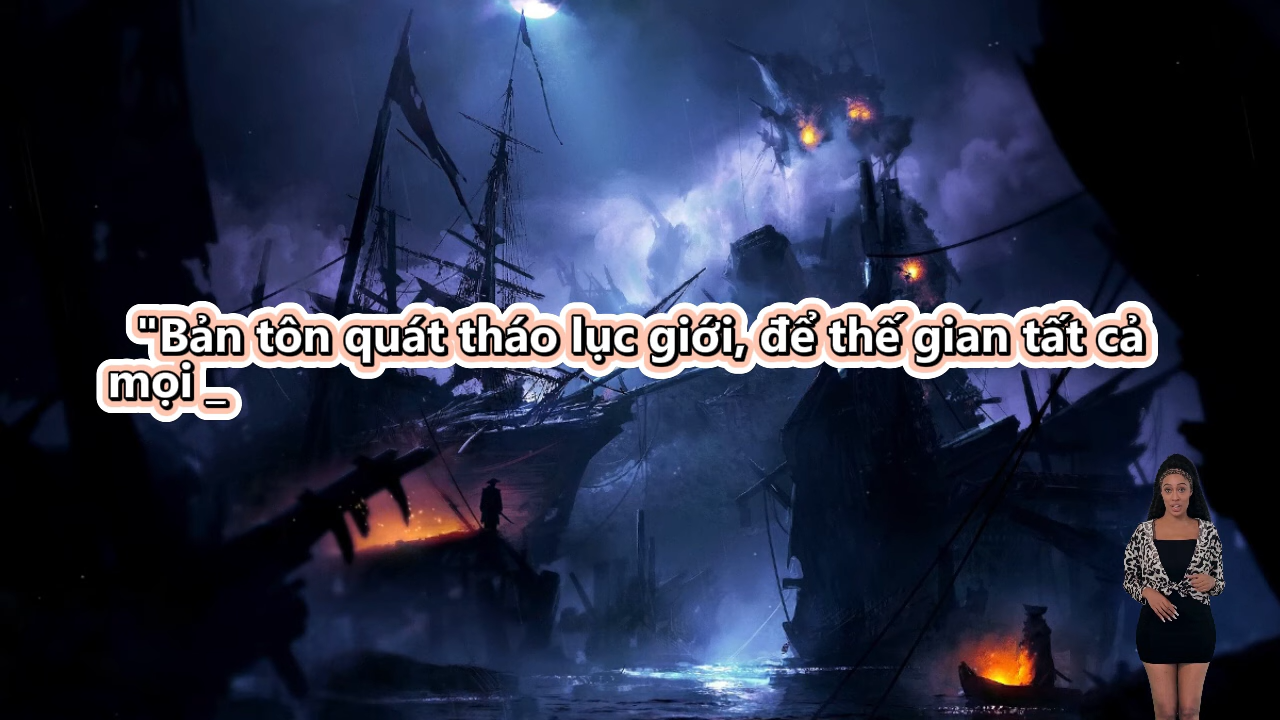 "Bản tôn quát tháo lục giới, để thế gian tất cả
mọi _